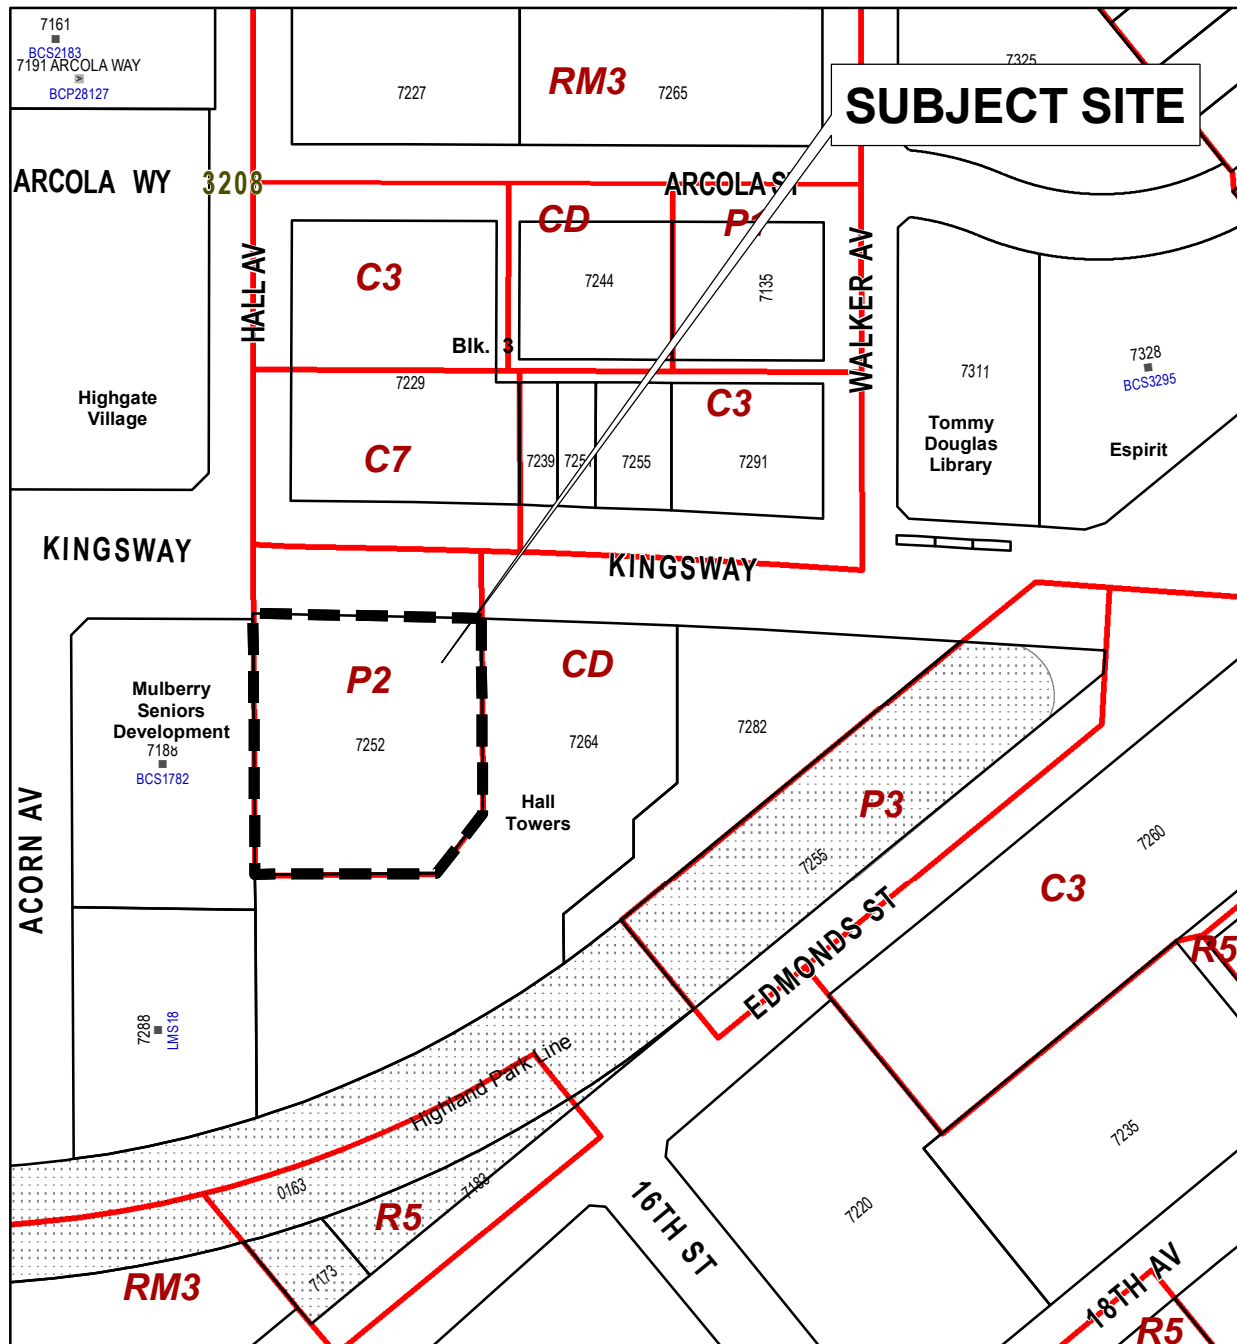 7161
BCS2183
7191 ARCOLA WAY
A
BCP28127
7227
RM3
7265
7325
SUBJECT SITE
ARCOLA WY
3208
ARCOLA ST
CD
P1
HALL AV
C3
7244
7135
WALKER AV
Blk. 3
7229
7311
7328
BCS3295
Highgate
Village
C3
Tommy
Douglas
Library
Espirit
C7
7239
7255
7291
KINGSWAY
KINGSWAY
P2
CD
Mulberry
Seniors
Development
7188
BCS1782
7252
7264
7282
Hall
Towers
P3
7255
7260
ACORN AV
C3
EDMONDS ST
R5
7288
LMS18
Highland Park Line
7235
0163
7183
R5
16TH ST
7220
7173
RM3
18TH AV
R5